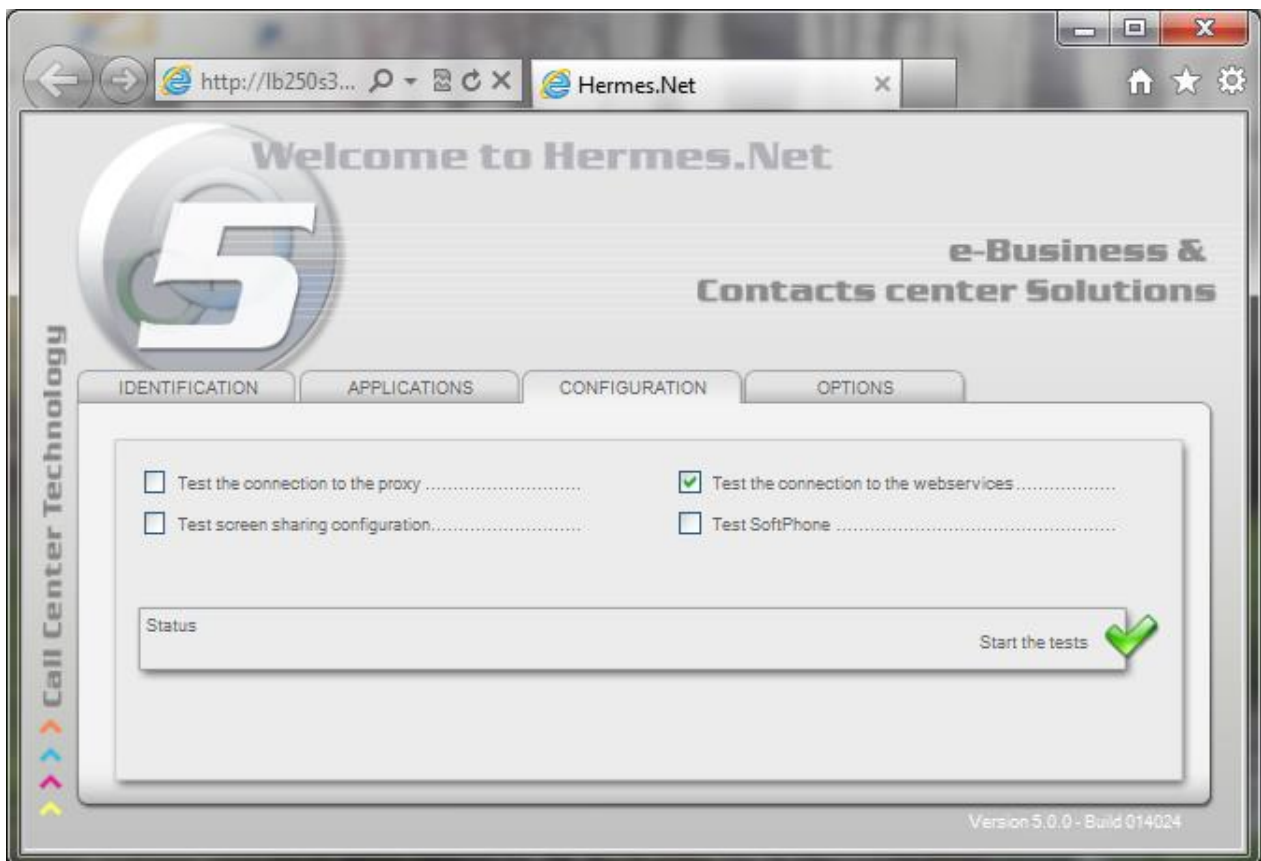 http://lb250s3...
Hermes.Net
Welcome to Hermes.Net
5
e-Business &
Contacts center Solutions
Call Center Technology
IDENTIFICATION
APPLICATIONS
CONFIGURATION
OPTIONS
Test the connection to the proxy
Test the connection to the webservices
Test screen sharing configuration
Test SoftPhone
Status
Start the tests
Version 5.0.0 - Build 014024